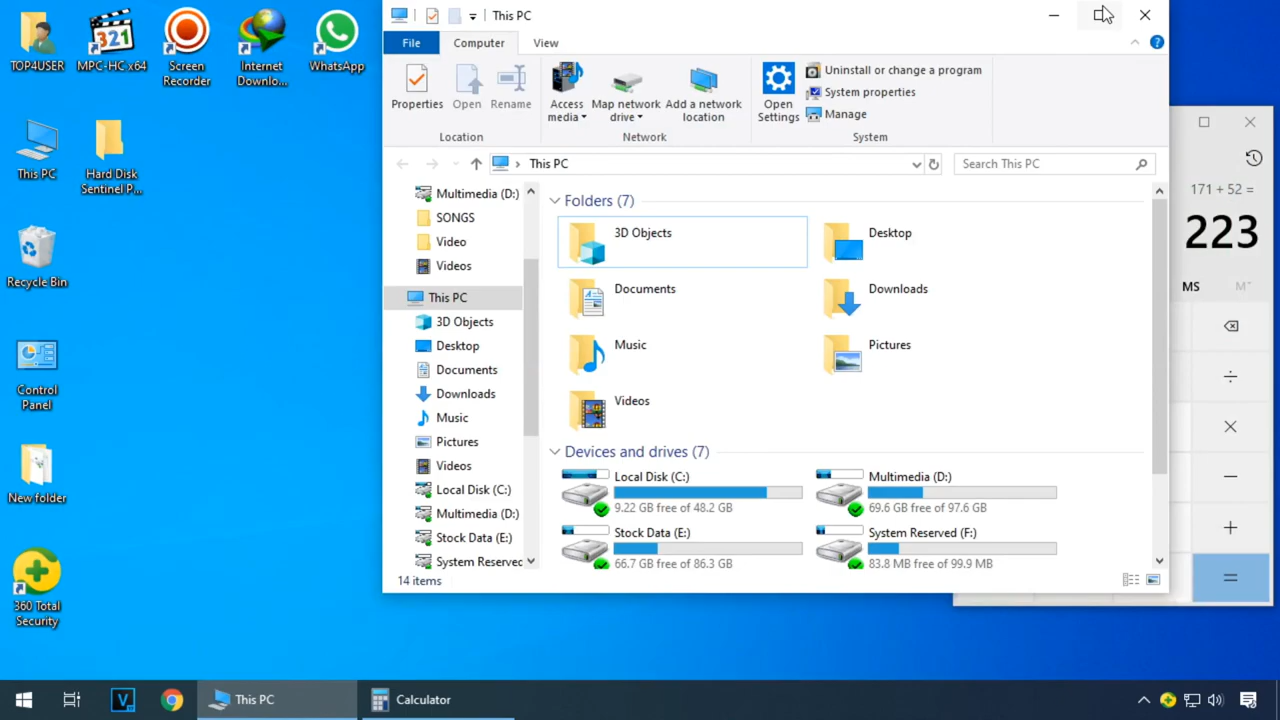 TOP4USER
MPC-HC x64
Screen
Recorder
Internet
Downlo...
WhatsApp
This PC
Hard Disk
Sentinel P...
Recycle Bin
Control
Panel
New folder
360 Total
Security
This PC
File
Computer
View
Properties
Open
Rename
Location
Access
media
Map network
drive
Add a network
location
Network
Open
Settings
Uninstall or change a program
System properties
Manage
System
This PC
Search This PC
Multimedia (D:)
SONGS
Video
Videos
This PC
3D Objects
Desktop
Documents
Downloads
Music
Pictures
Videos
Local Disk (C:)
Multimedia (D:)
Stock Data (E:)
System Reserved
Folders (7)
3D Objects
Desktop
Documents
Downloads
Music
Pictures
Videos
Devices and drives (7)
Local Disk (C:)
9.22 GB free of 48.2 GB
Multimedia (D:)
69.6 GB free of 97.6 GB
Stock Data (E:)
66.7 GB free of 86.3 GB
System Reserved (F:)
83.8 MB free of 99.9 MB
14 items
171 + 52 =
223
MS
M˅
÷
×
−
+
=
This PC
Calculator